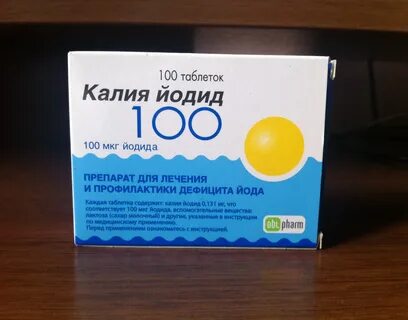 100 таблеток
Калия йодид
100
100 мкг йодида
ПРЕПАРАТ ДЛЯ ЛЕЧЕНИЯ
И ПРОФИЛАКТИКИ ДЕФИЦИТА ЙОДА
Каждая таблетка содержит: калия йодид 0,131 мг, что
соответствует 100 мкг йодида, вспомогательные вещества:
лактоза (сахар молочный) и другие, указанные в инструкции
по медицинскому применению.
Перед применением ознакомьтесь с инструкцией.
obl pharm